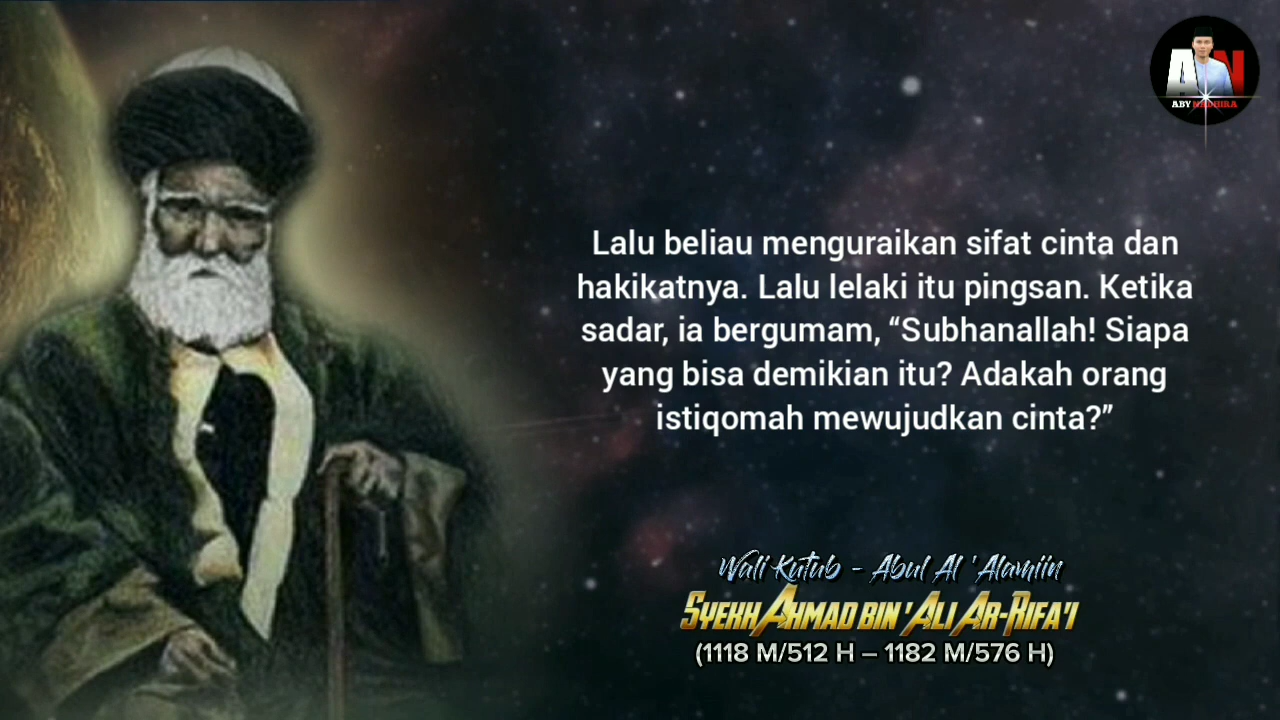 AN
ABY NADHIRA
Lalu beliau menguraikan sifat cinta dan
hakikatnya. Lalu lelaki itu pingsan. Ketika
sadar, ia bergumam, “Subhanallah! Siapa
yang bisa demikian itu? Adakah orang
istiqomah mewujudkan cinta?”
Wali Kutub - Abul Al 'Alamiin
Syekh Ahmad bin 'Ali Ar-Rifa'i
(1118 M/512 H – 1182 M/576 H)